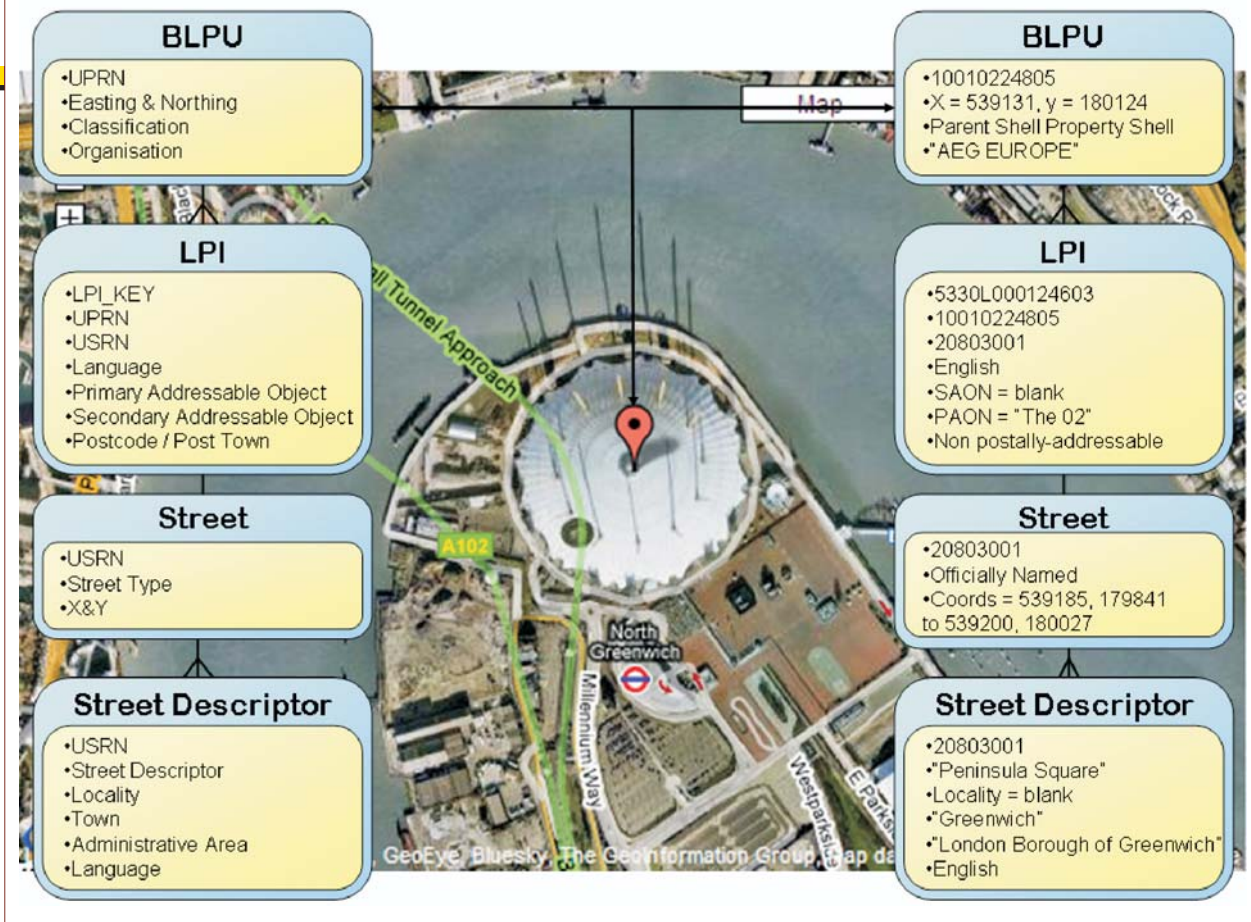 BLPU
•UPRN
•Easting & Northing
•Classification
•Organisation
LPI
•LPI_KEY
•UPRN
•USRN
•Language
•Primary Addressable Object
•Secondary Addressable Object
•Postcode / Post Town
Street
•USRN
•Street Type
•X&Y
Street Descriptor
•USRN
•Street Descriptor
•Locality
•Town
•Administrative Area
•Language
Map
Tunnel Approach
A102
North
Greenwich
Millennium Way
Westparkside
E Parkside
, GeoEye, Bluesky, The GeoInformation Group, Map da
BLPU
•10010224805
•X = 539131, y = 180124
•Parent Shell Property Shell
•"AEG EUROPE"
LPI
•5330L000124603
•10010224805
•20803001
•English
•SAON = blank
•PAON = "The 02"
•Non postally-addressable
Street
•20803001
•Officially Named
•Coords = 539185, 179841
to 539200, 180027
Street Descriptor
•20803001
•"Peninsula Square"
•Locality = blank
•"Greenwich"
•"London Borough of Greenwich"
•English